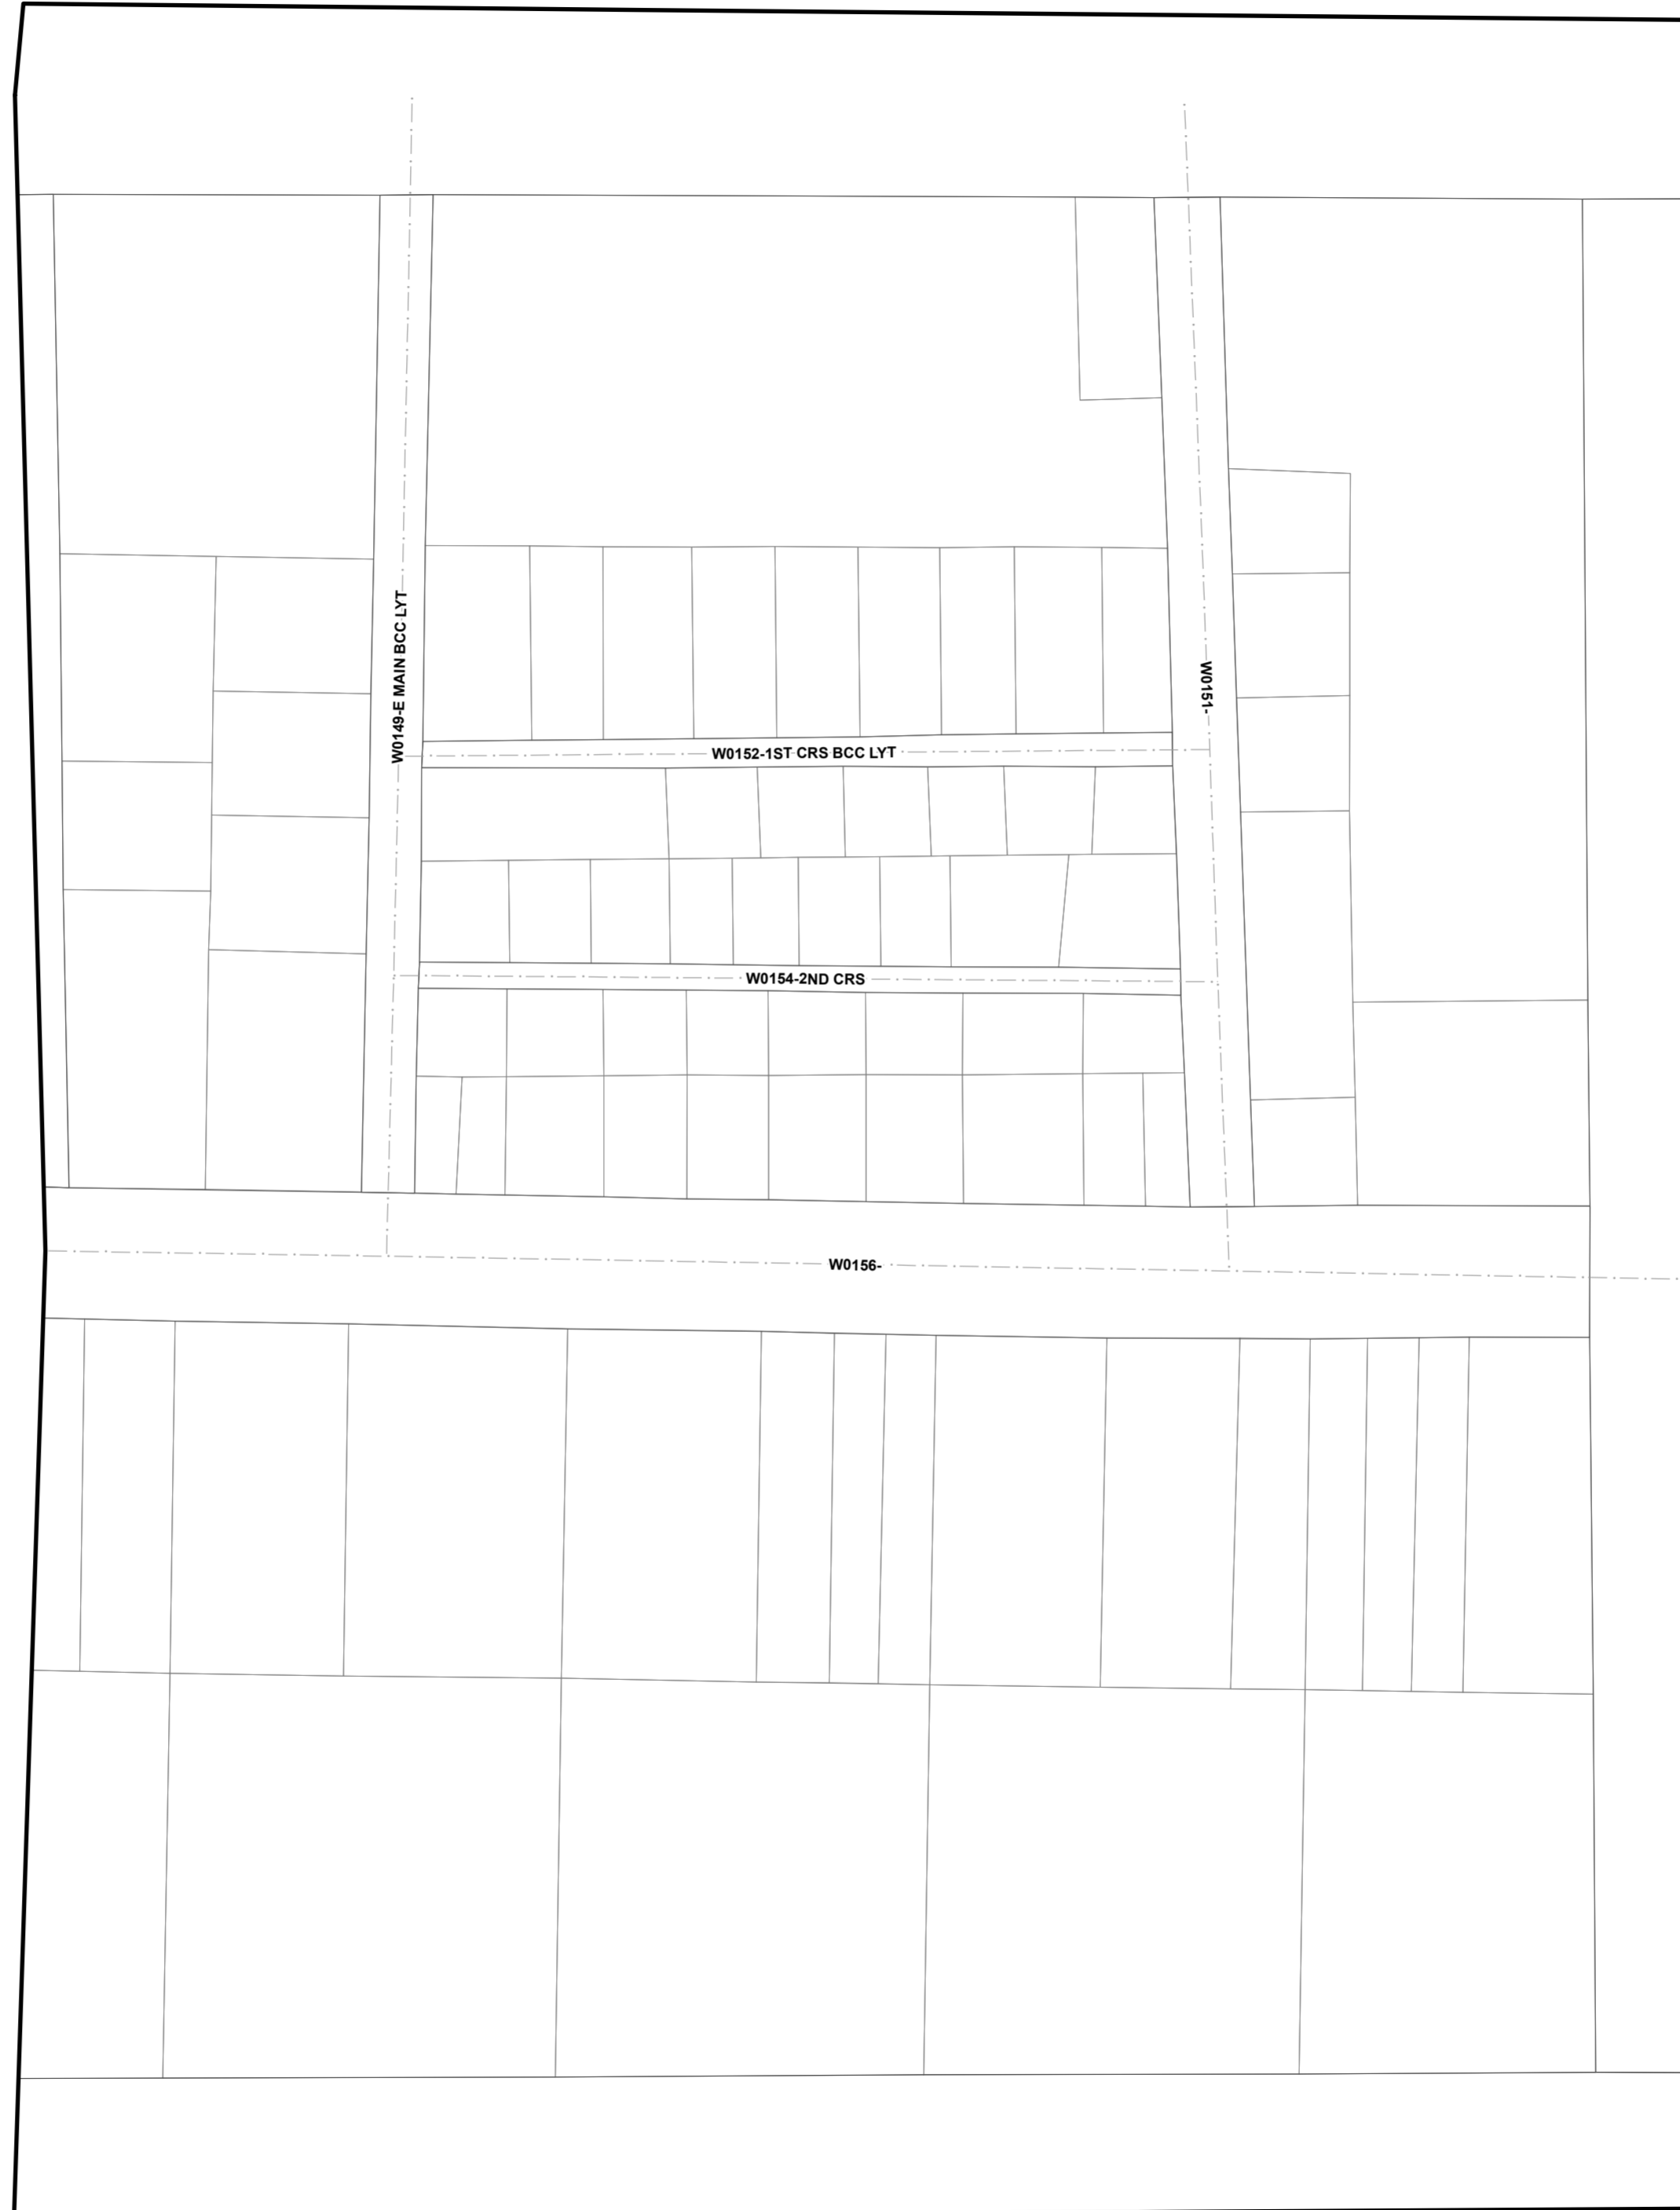 W0149-E MAIN BCC LYT
W0151-
W0152-1ST CRS BCC LYT
W0154-2ND CRS
W0156-